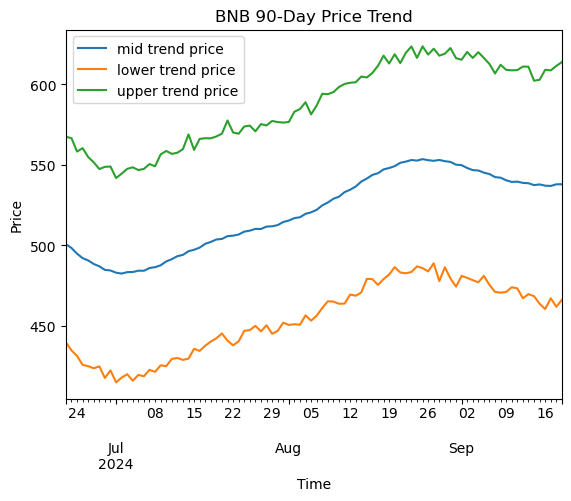 BNB 90-Day Price Trend
mid trend price
lower trend price
upper trend price
Price
600
550
500
450
24 08 15 22 29 05 12 19 26 02 09 16
Jul Aug Sep
2024
Time